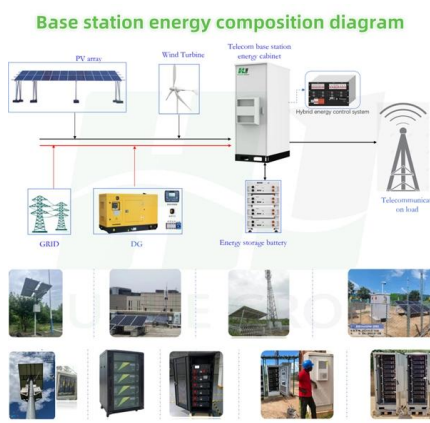 Base station energy composition diagram
PV array
Wind Turbine
Telecom base station
energy cabinet
Hybrid energy control system
GRID
DG
Energy storage battery
Telecommunica
on load